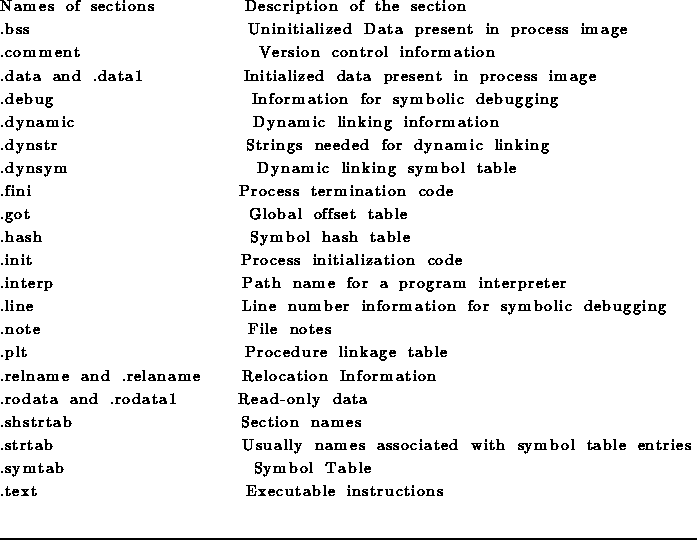 Names of sections Description of the section
.bss Uninitialized Data present in process image
.comment Version control information
.data and .data1 Initialized data present in process image
.debug Information for symbolic debugging
.dynamic Dynamic linking information
.dynstr Strings needed for dynamic linking
.dynsym Dynamic linking symbol table
.fini Process termination code
.got Global offset table
.hash Symbol hash table
.init Process initialization code
.interp Path name for a program interpreter
.line Line number information for symbolic debugging
.note File notes
.plt Procedure linkage table
.relname and .relaname Relocation Information
.rodata and .rodata1 Read-only data
.shstrtab Section names
.strtab Usually names associated with symbol table entries
.symtab Symbol Table
.text Executable instructions